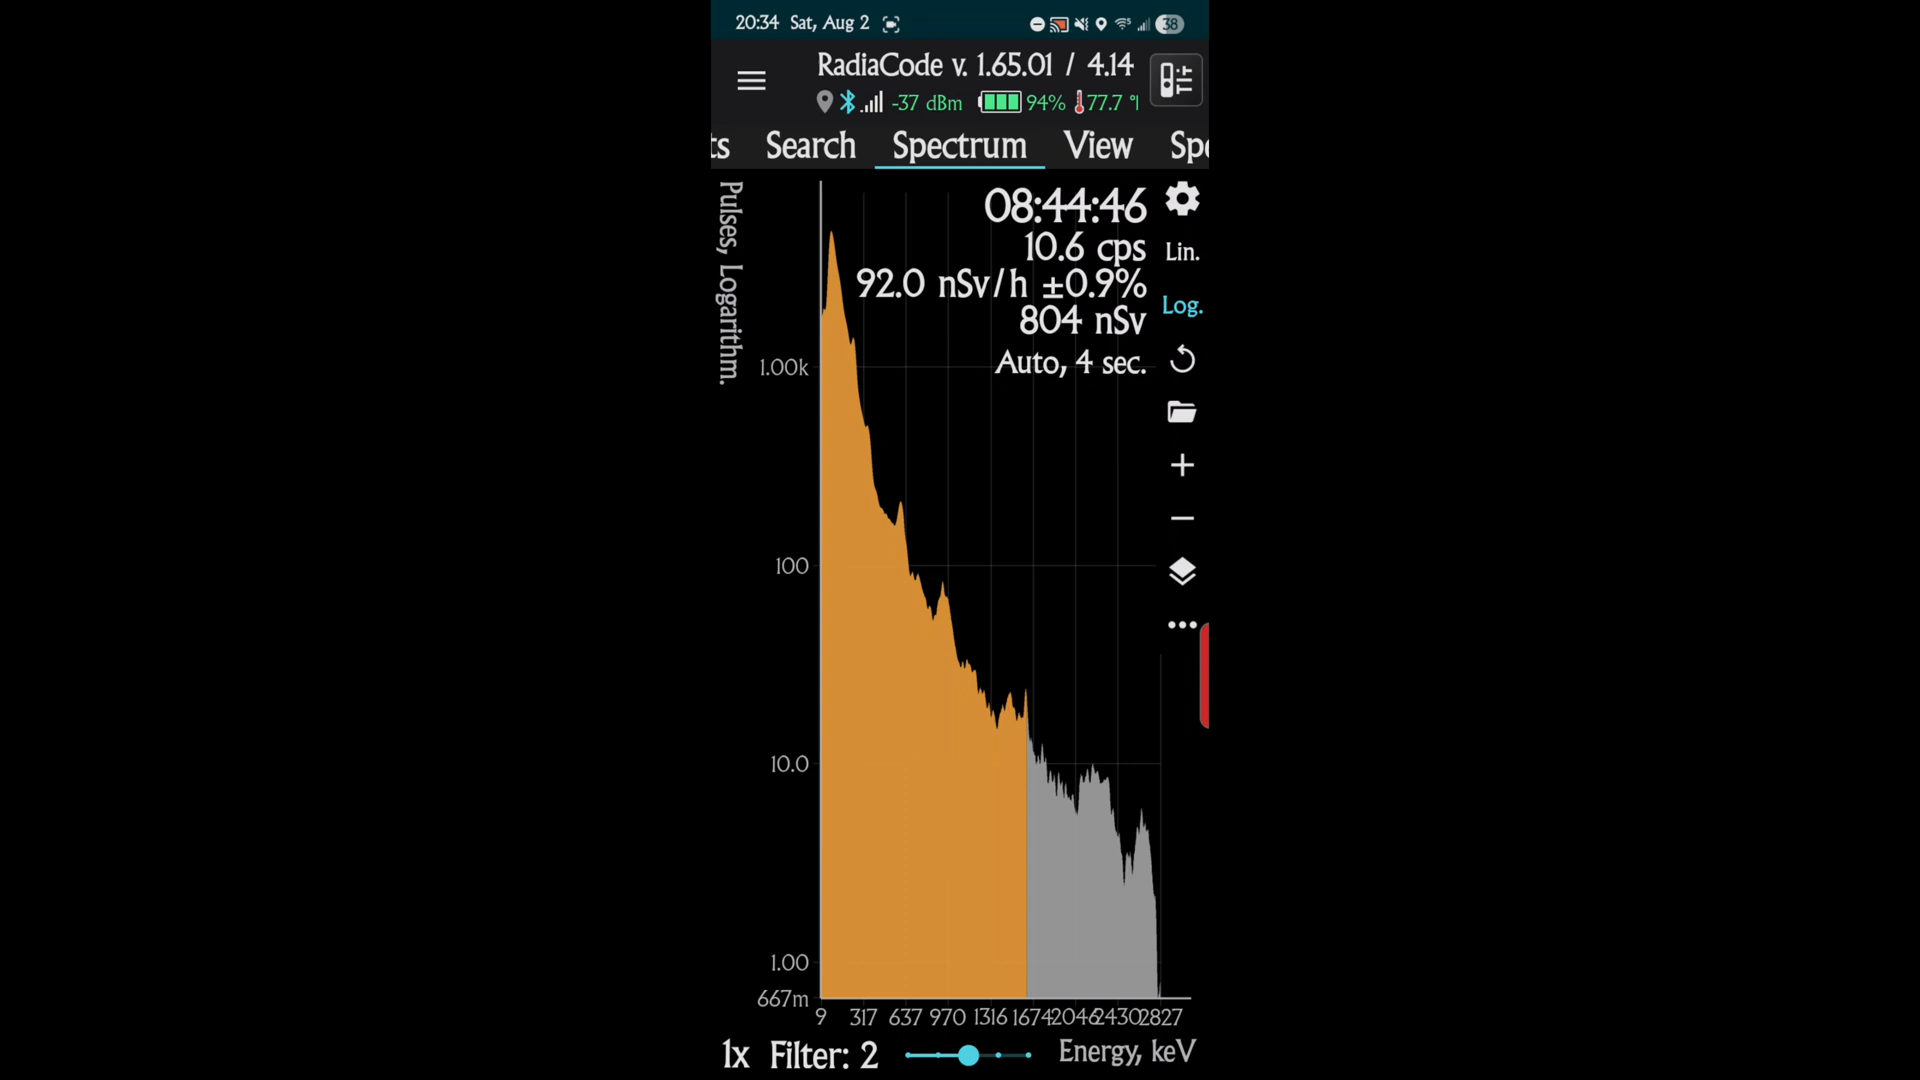 20:34 Sat, Aug 2
38
RadiaCode v. 1.65.01 / 4.14
-37 dBm 94% 77.7 °
ts Search Spectrum View Spe
Pulses, Logarithm.
08:44:46
10.6 cps
92.0 nSv/h ±0.9%
804 nSv
Auto, 4 sec.
Lin.
Log.
1.00k
100
10.0
1.00
667m
9 317 637 970 1316 1674 2046 2430 2827
1x Filter: 2
Energy, keV